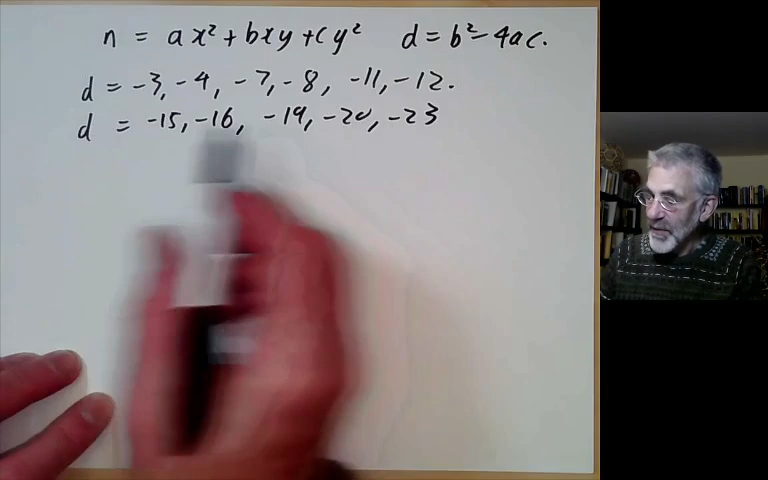 n = ax² + bxy + cy² d = b² - 4ac.
d = -3, -4, -7, -8, -11, -12.
d = -15, -16, -19, -20, -23